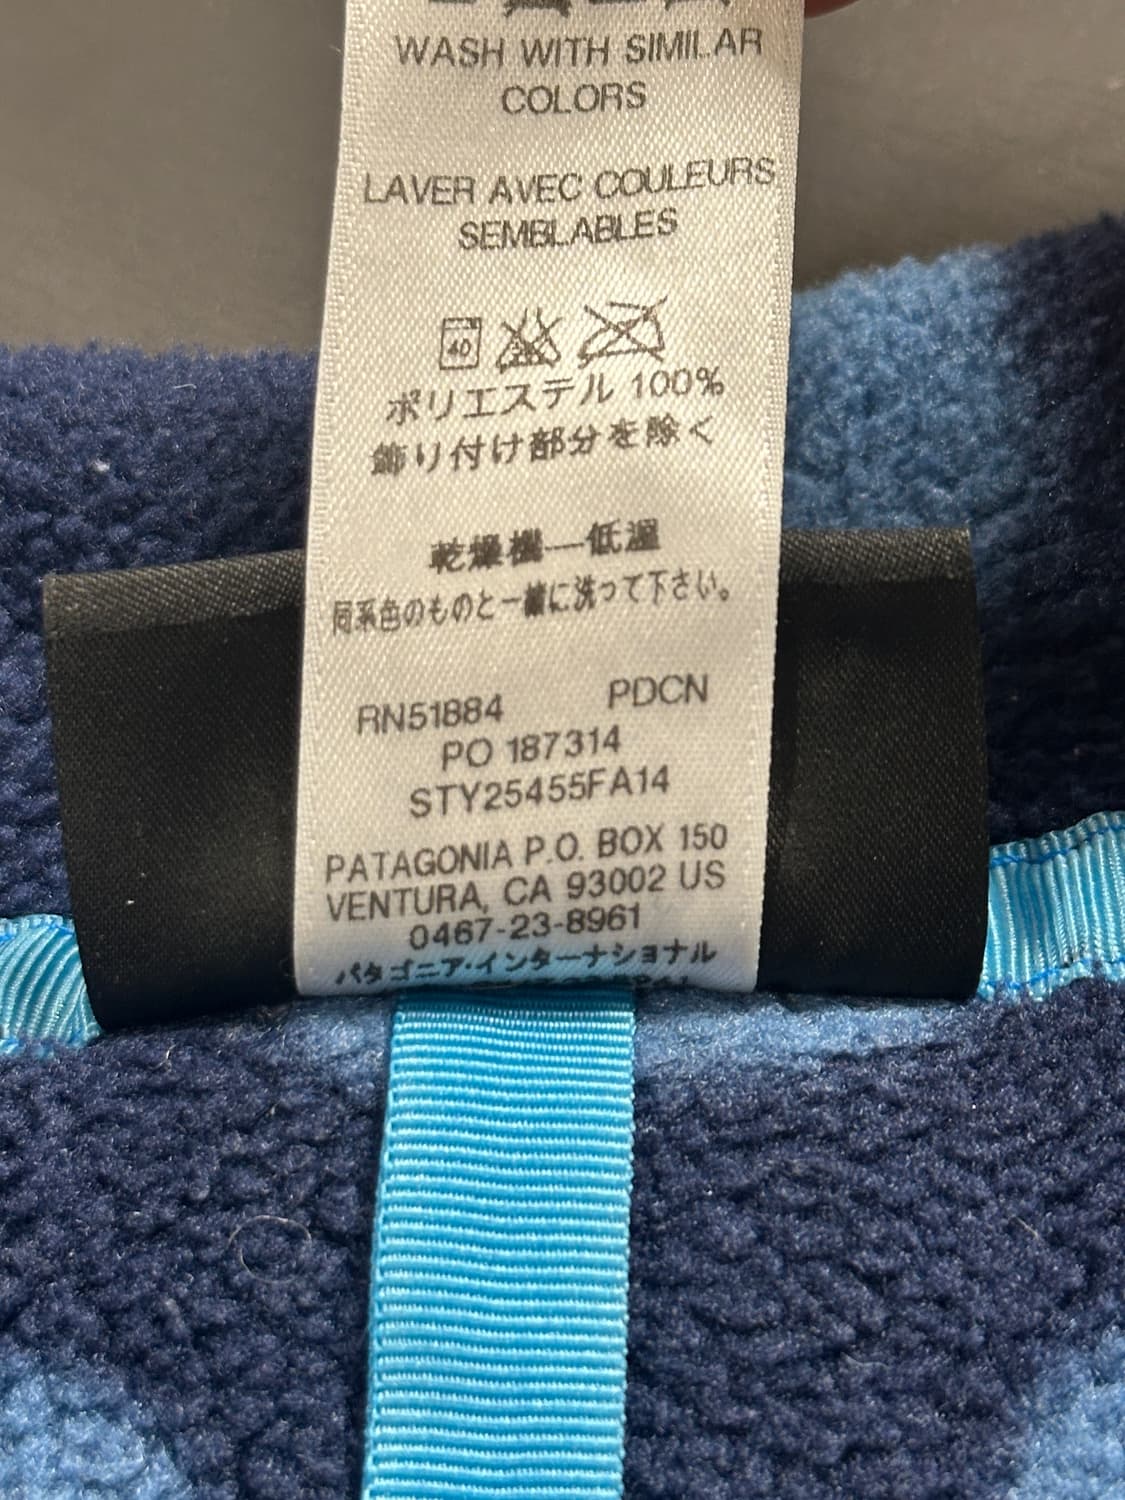 WASH WITH SIMILAR
COLORS
LAVER AVEC COULEURS
SEMBLABLES
40
ポリエステル 100%
飾り付け部分を除く
乾燥機—低温
同系色のものと一緒に洗って下さい。
RN51884 PDCN
PO 187314
STY25455FA14
PATAGONIA P.O. BOX 150
VENTURA, CA 93002 US
0467-23-8961
パタゴニア・インターナショナル